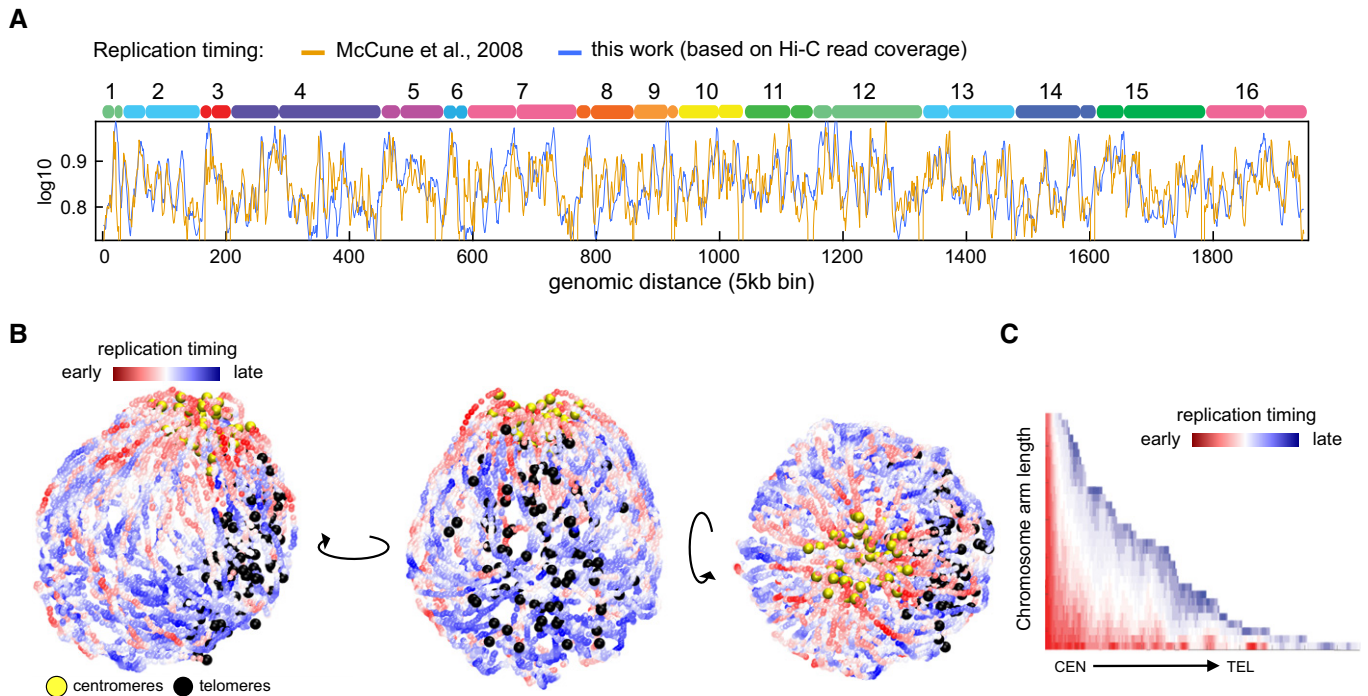 A
Replication timing: McCune et al., 2008 this work (based on Hi-C read coverage)
1 2 3 4 5 6 7 8 9 10 11 12 13 14 15 16
log10
0.9
0.8
0 200 400 600 800 1000 1200 1400 1600 1800
genomic distance (5kb bin)
B
replication timing
early late
centromeres telomeres
C
replication timing
early late
Chromosome arm length
CEN TEL